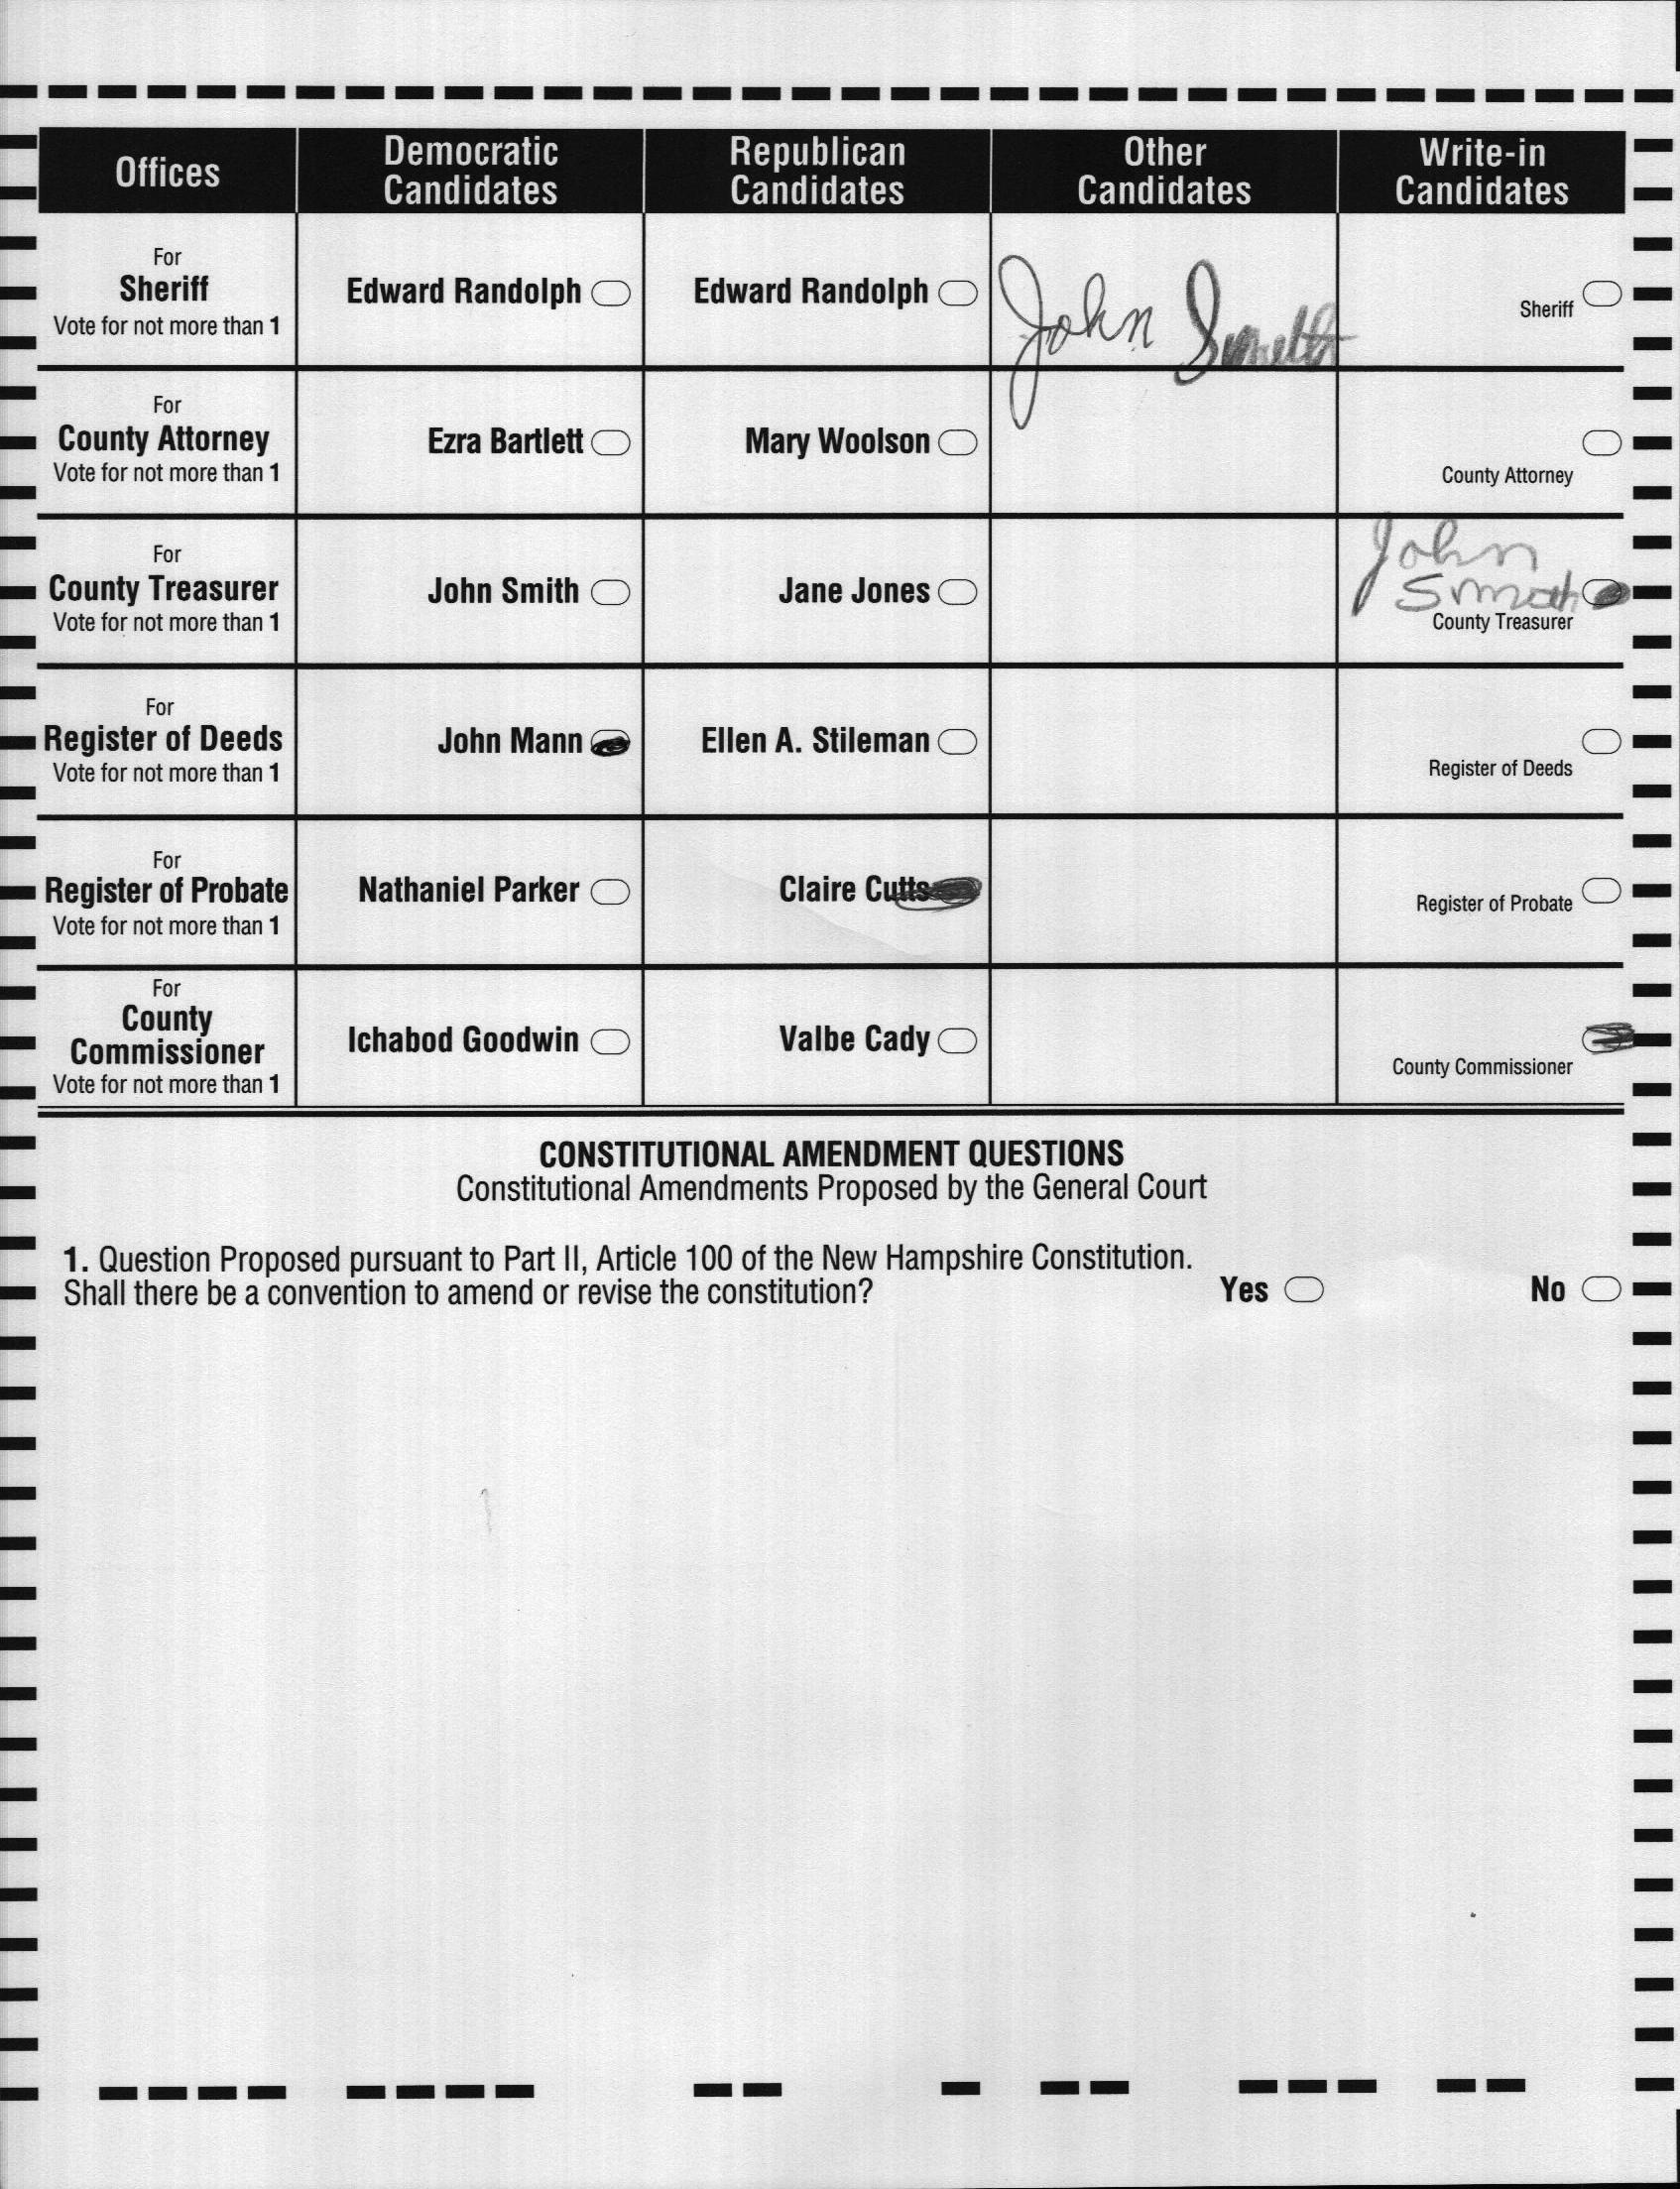 Offices
Democratic Candidates
Republican Candidates
Other Candidates
Write-in Candidates
For
Sheriff
Vote for not more than 1
Edward Randolph
Edward Randolph
John Smith
Sheriff
For
County Attorney
Vote for not more than 1
Ezra Bartlett
Mary Woolson
County Attorney
For
County Treasurer
Vote for not more than 1
John Smith
Jane Jones
John
Smith
County Treasurer
For
Register of Deeds
Vote for not more than 1
John Mann
Ellen A. Stileman
Register of Deeds
For
Register of Probate
Vote for not more than 1
Nathaniel Parker
Claire Cutts
Register of Probate
For
County
Commissioner
Vote for not more than 1
Ichabod Goodwin
Valbe Cady
County Commissioner
CONSTITUTIONAL AMENDMENT QUESTIONS
Constitutional Amendments Proposed by the General Court
1. Question Proposed pursuant to Part II, Article 100 of the New Hampshire Constitution.
Shall there be a convention to amend or revise the constitution?
Yes
No